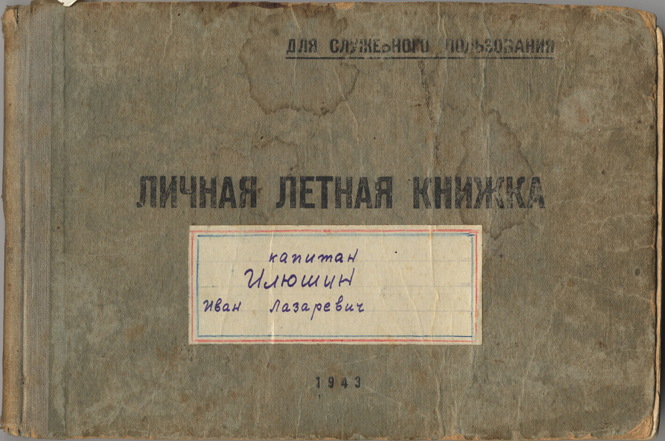 ДЛЯ СЛУЖЕБНОГО ПОЛЬЗОВАНИЯ
ЛИЧНАЯ ЛЕТНАЯ КНИЖКА
капитан
Илюшин
Иван Лазаревич
1943